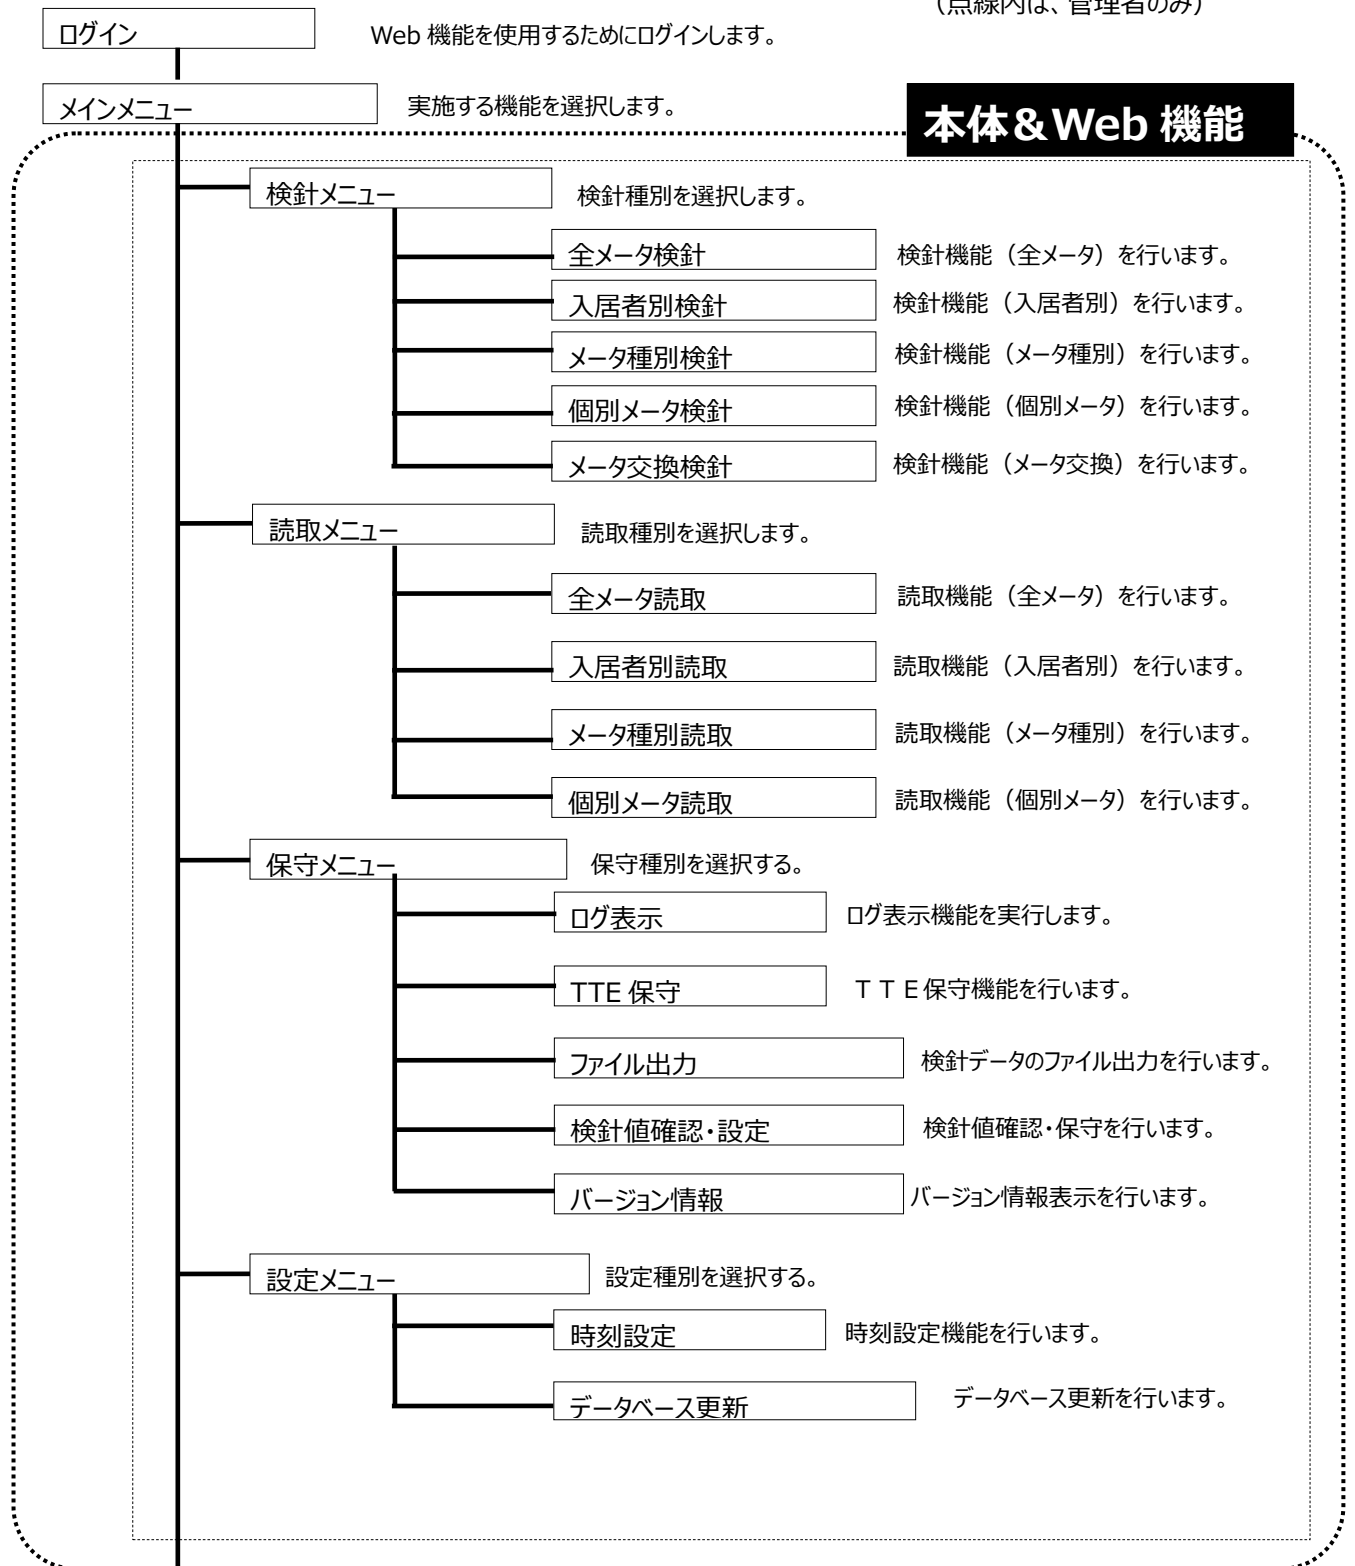 （点線内は、管理者のみ）
ログイン Web 機能を使用するためにログインします。
メインメニュー 実施する機能を選択します。
本体＆Web 機能
検針メニュー 検針種別を選択します。
全メータ検針 検針機能（全メータ）を行います。
入居者別検針 検針機能（入居者別）を行います。
メータ種別検針 検針機能（メータ種別）を行います。
個別メータ検針 検針機能（個別メータ）を行います。
メータ交換検針 検針機能（メータ交換）を行います。
読取メニュー 読取種別を選択します。
全メータ読取 読取機能（全メータ）を行います。
入居者別読取 読取機能（入居者別）を行います。
メータ種別読取 読取機能（メータ種別）を行います。
個別メータ読取 読取機能（個別メータ）を行います。
保守メニュー 保守種別を選択する。
ログ表示 ログ表示機能を実行します。
TTE 保守 ＴＴＥ保守機能を行います。
ファイル出力 検針データのファイル出力を行います。
検針値確認・設定 検針値確認・保守を行います。
バージョン情報 バージョン情報表示を行います。
設定メニュー 設定種別を選択する。
時刻設定 時刻設定機能を行います。
データベース更新 データベース更新を行います。